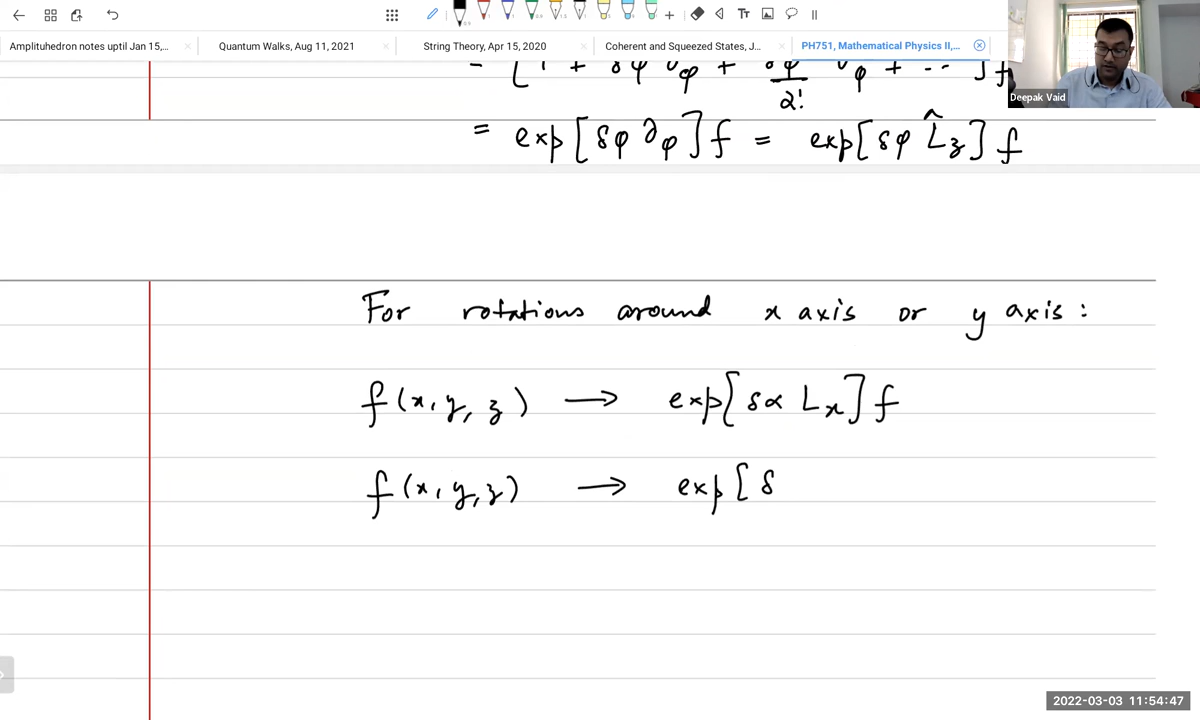 Amplituhedron notes uptil Jan 15,...
Quantum Walks, Aug 11, 2021
String Theory, Apr 15, 2020
Coherent and Squeezed States, J...
PH751, Mathematical Physics II,...
Deepak Vaid
2!
= exp[δφ ∂φ] f = exp[δφ L̂z] f
For rotations around x axis or y axis :
f(x, y, z) → exp[δα Lx] f
f(x, y, z) → exp[δ
2022-03-03 11:54:47